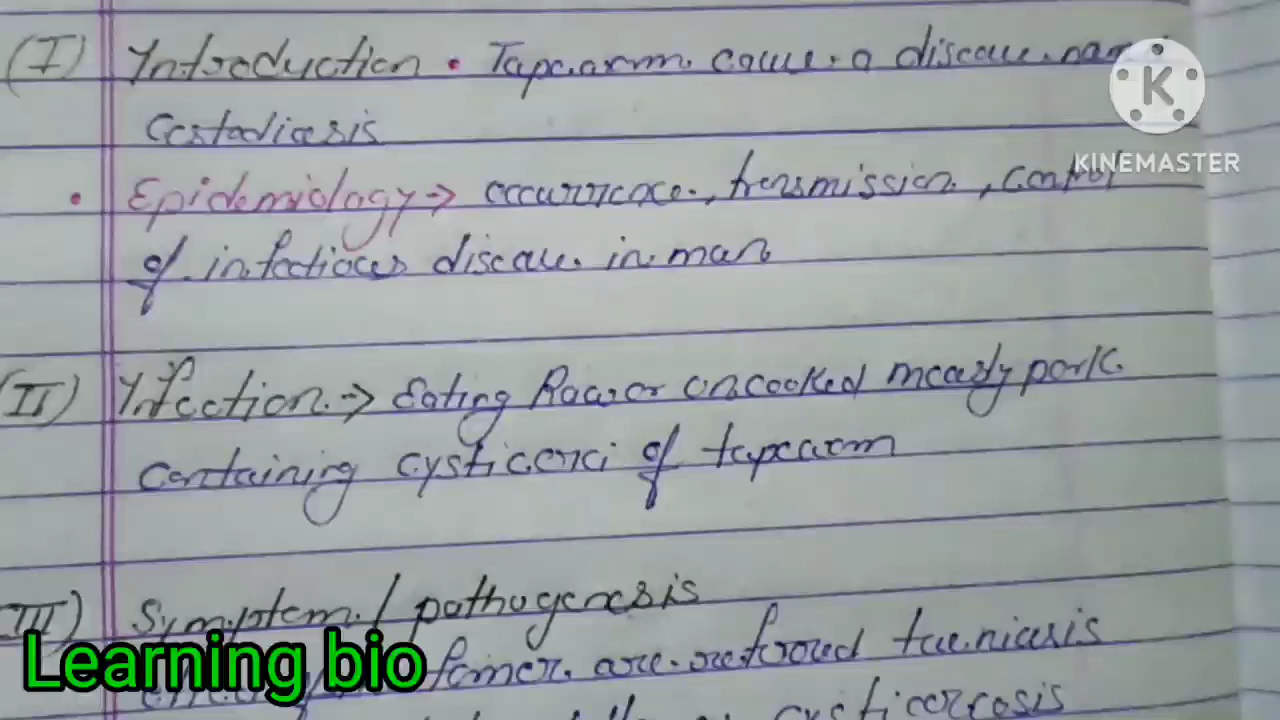 (I) Introduction • Tapeworm cause a disease nam
Cestodiasis
• Epidemiology → occurrence, transmission, control
of infectious disease in man
(II) Infection → Eating Raw or uncooked measly pork
containing cysticerci of tapeworm
III) Symptom / pathogenesis
are referred taeniasis
cysticercosis
K
KINEMASTER
Learning bio